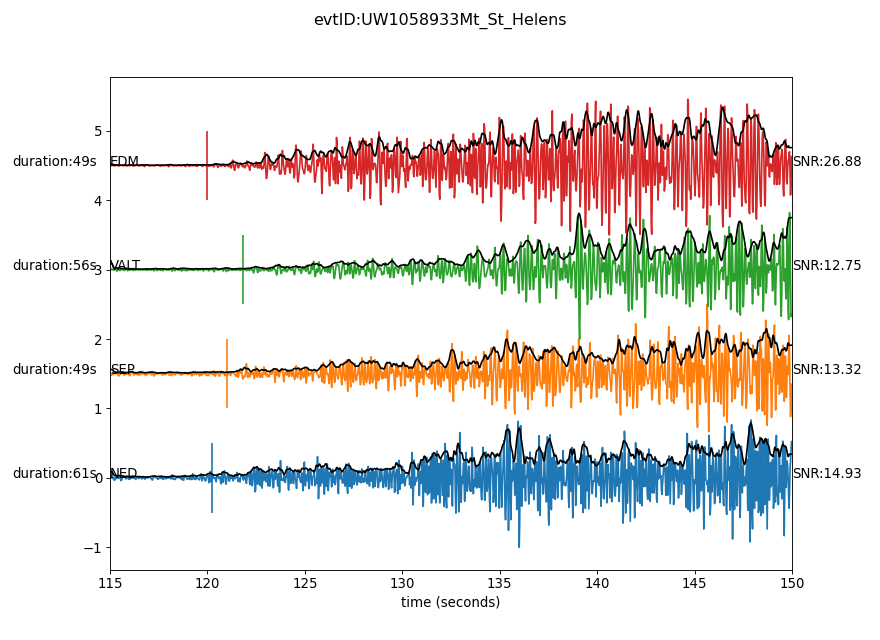 evtID:UW1058933Mt_St_Helens
5
duration:49s EDM SNR:26.88
4
duration:56s VALT SNR:12.75
3
2
duration:49s SEP SNR:13.32
1
duration:61s NED SNR:14.93
0
−1
115 120 125 130 135 140 145 150
time (seconds)